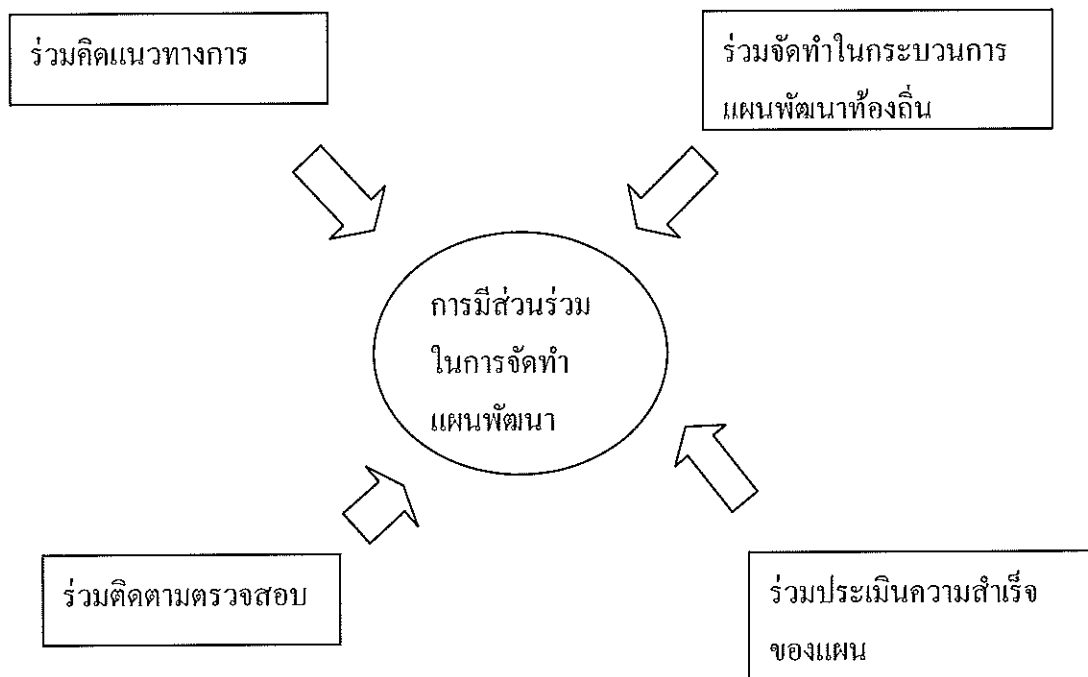 ร่วมคิดแนวทางการ
ร่วมจัดทำในกระบวนการ
แผนพัฒนาท้องถิ่น
การมีส่วนร่วม
ในการจัดทำ
แผนพัฒนา
ร่วมติดตามตรวจสอบ
ร่วมประเมินความสำเร็จ
ของแผน